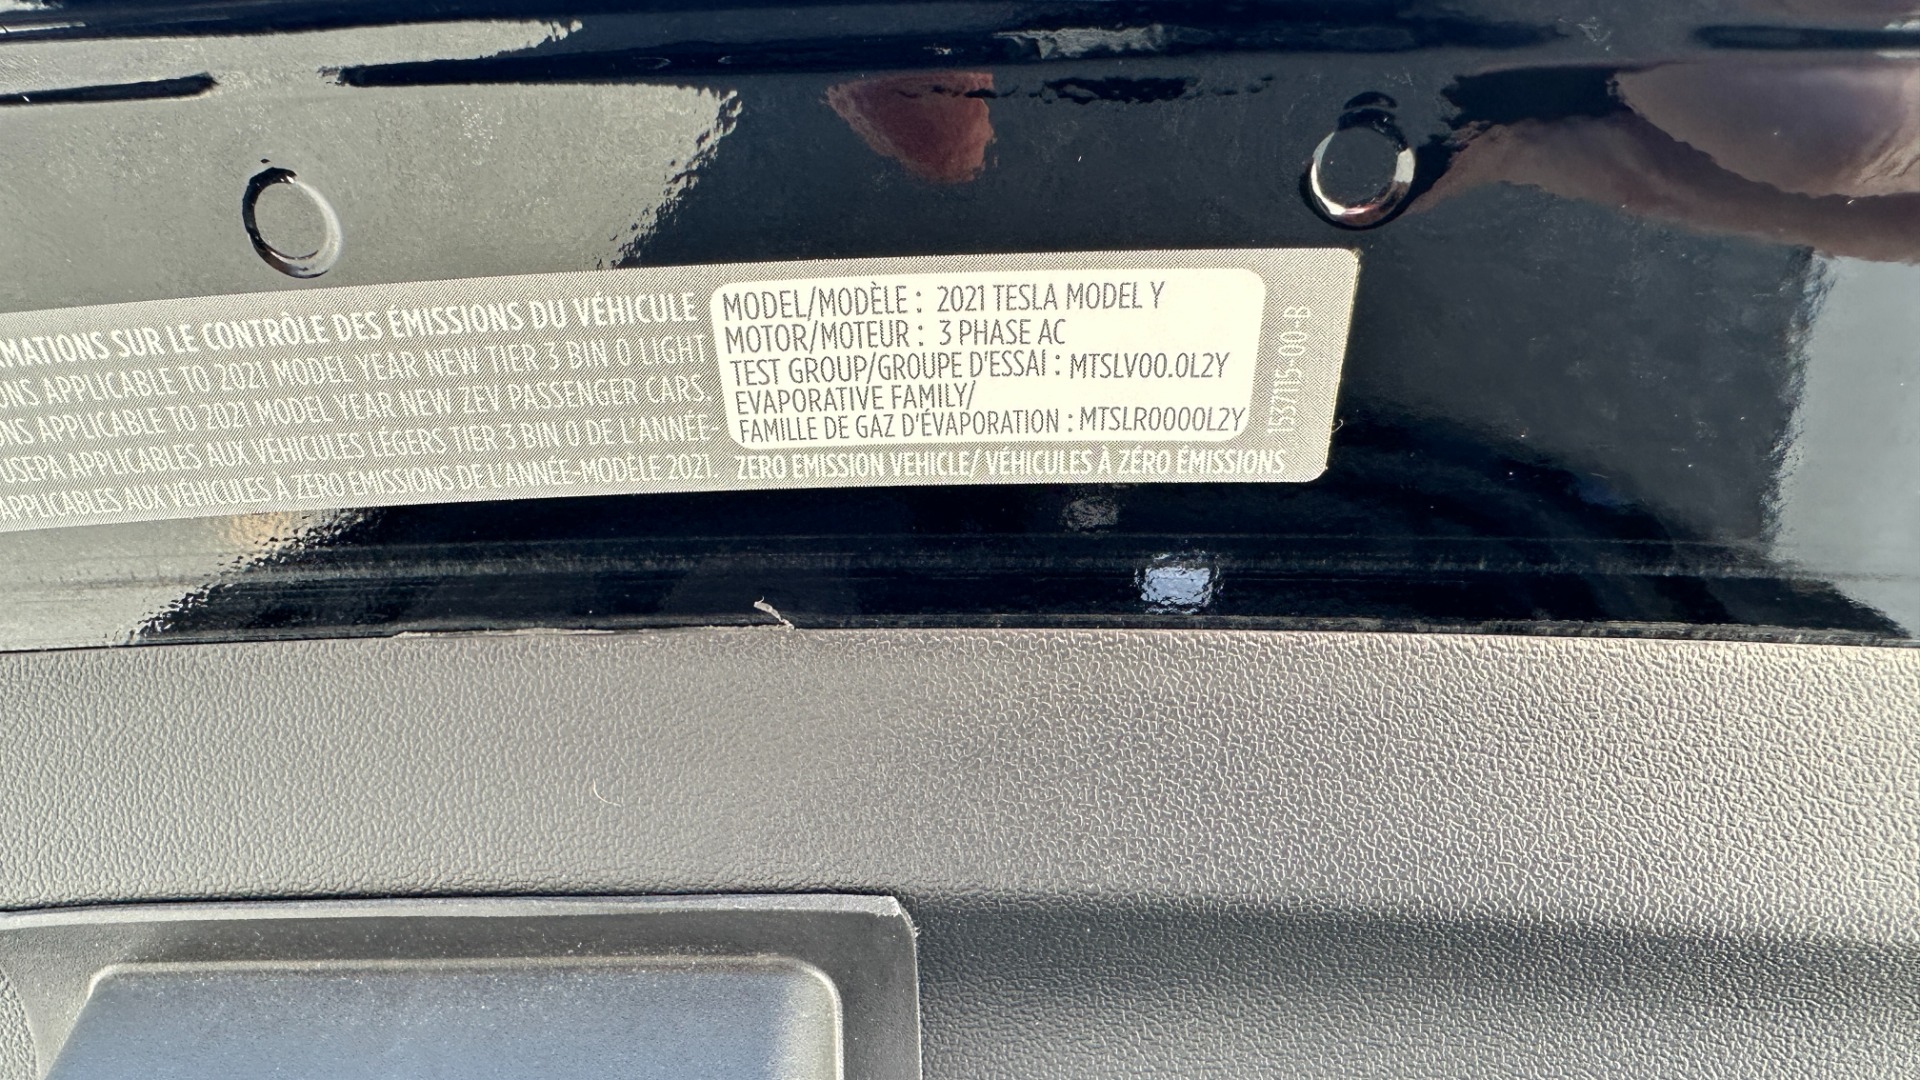 MATIONS SUR LE CONTRÔLE DES ÉMISSIONS DU VÉHICULE
APPLICABLE TO 2021 MODEL YEAR NEW TIER 3 BIN 0 LIGHT
APPLICABLE TO 2021 MODEL YEAR NEW ZEV PASSENGER CARS.
USEPA APPLICABLES AUX VÉHICULES LÉGERS TIER 3 BIN 0 DE L'ANNÉE-
APPLICABLES AUX VÉHICULES À ZÉRO ÉMISSIONS DE L'ANNÉE-MODÈLE 2021.
MODEL/MODÈLE : 2021 TESLA MODEL Y
MOTOR/MOTEUR : 3 PHASE AC
TEST GROUP/GROUPE D'ESSAI : MTSLV00.0L2Y
EVAPORATIVE FAMILY/
FAMILLE DE GAZ D'ÉVAPORATION : MTSLR0000L2Y
ZERO EMISSION VEHICLE/ VÉHICULES À ZÉRO ÉMISSIONS
1537115-00-B